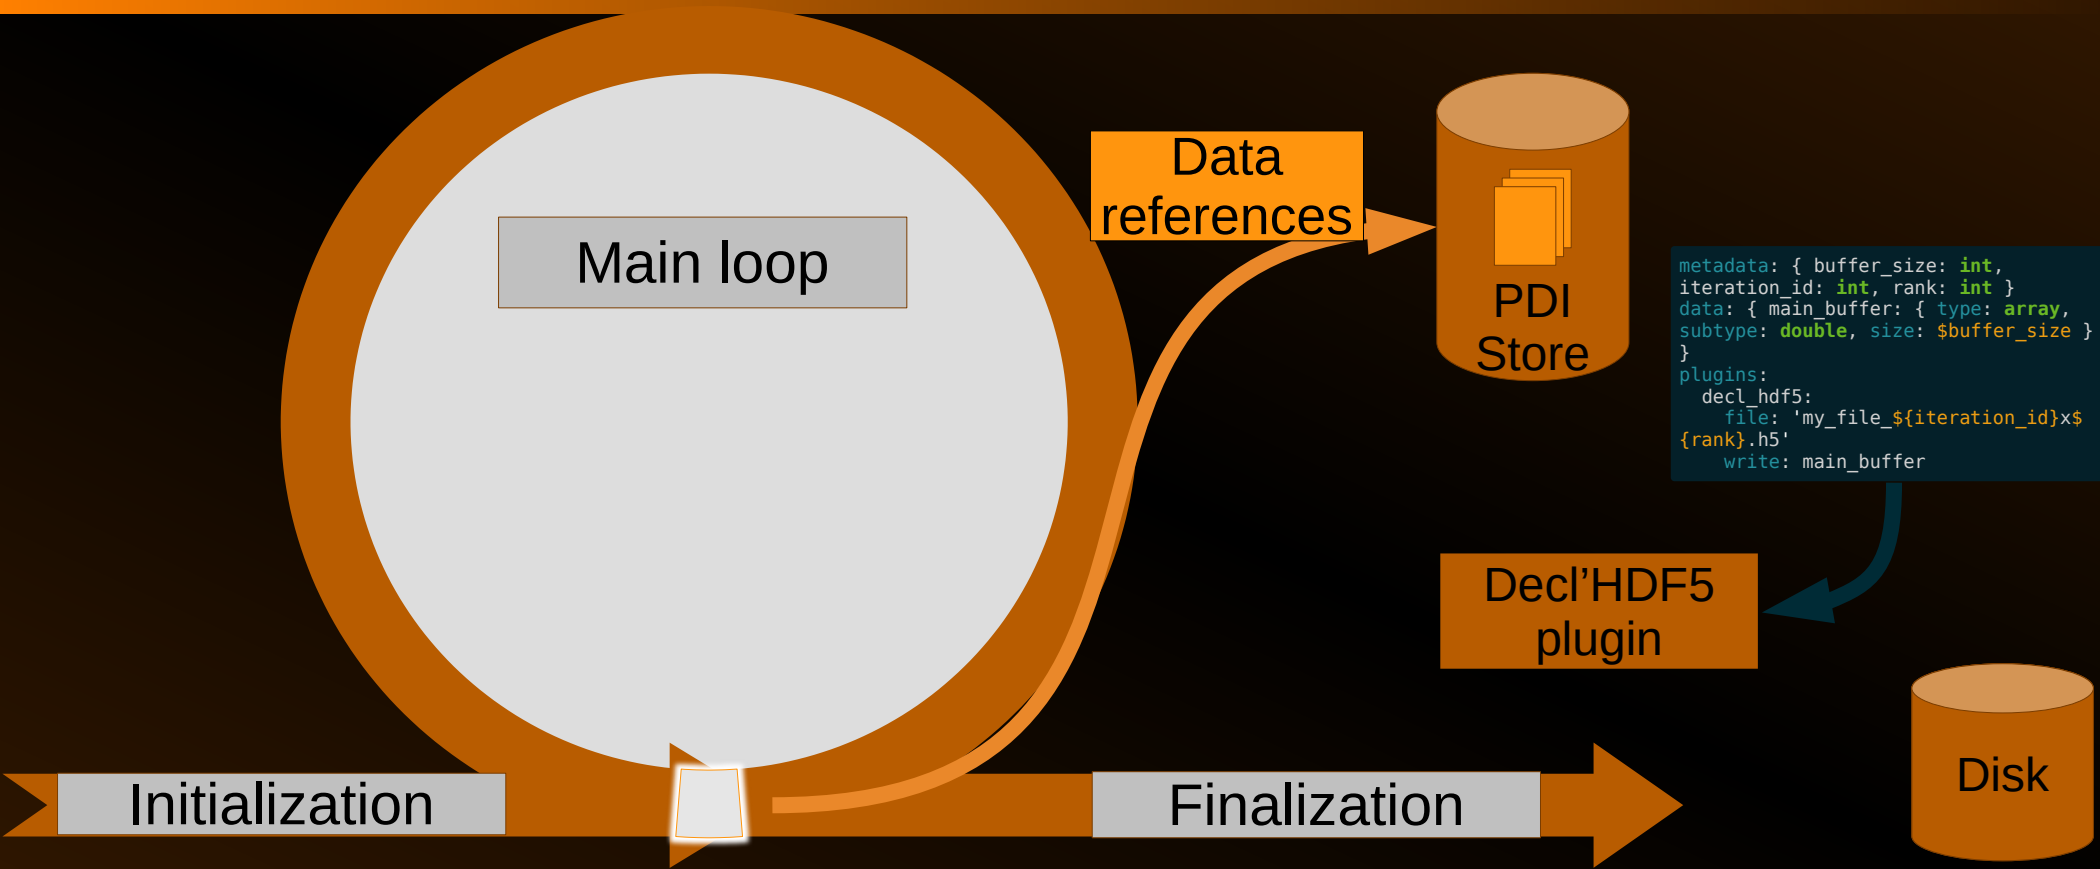 Main loop
Data
references
PDI
Store
metadata: { buffer_size: int,
iteration_id: int, rank: int }
data: { main_buffer: { type: array,
subtype: double, size: $buffer_size }
}
plugins:
  decl_hdf5:
    file: 'my_file_${iteration_id}x$
{rank}.h5'
    write: main_buffer
Decl’HDF5
plugin
Disk
Initialization
Finalization